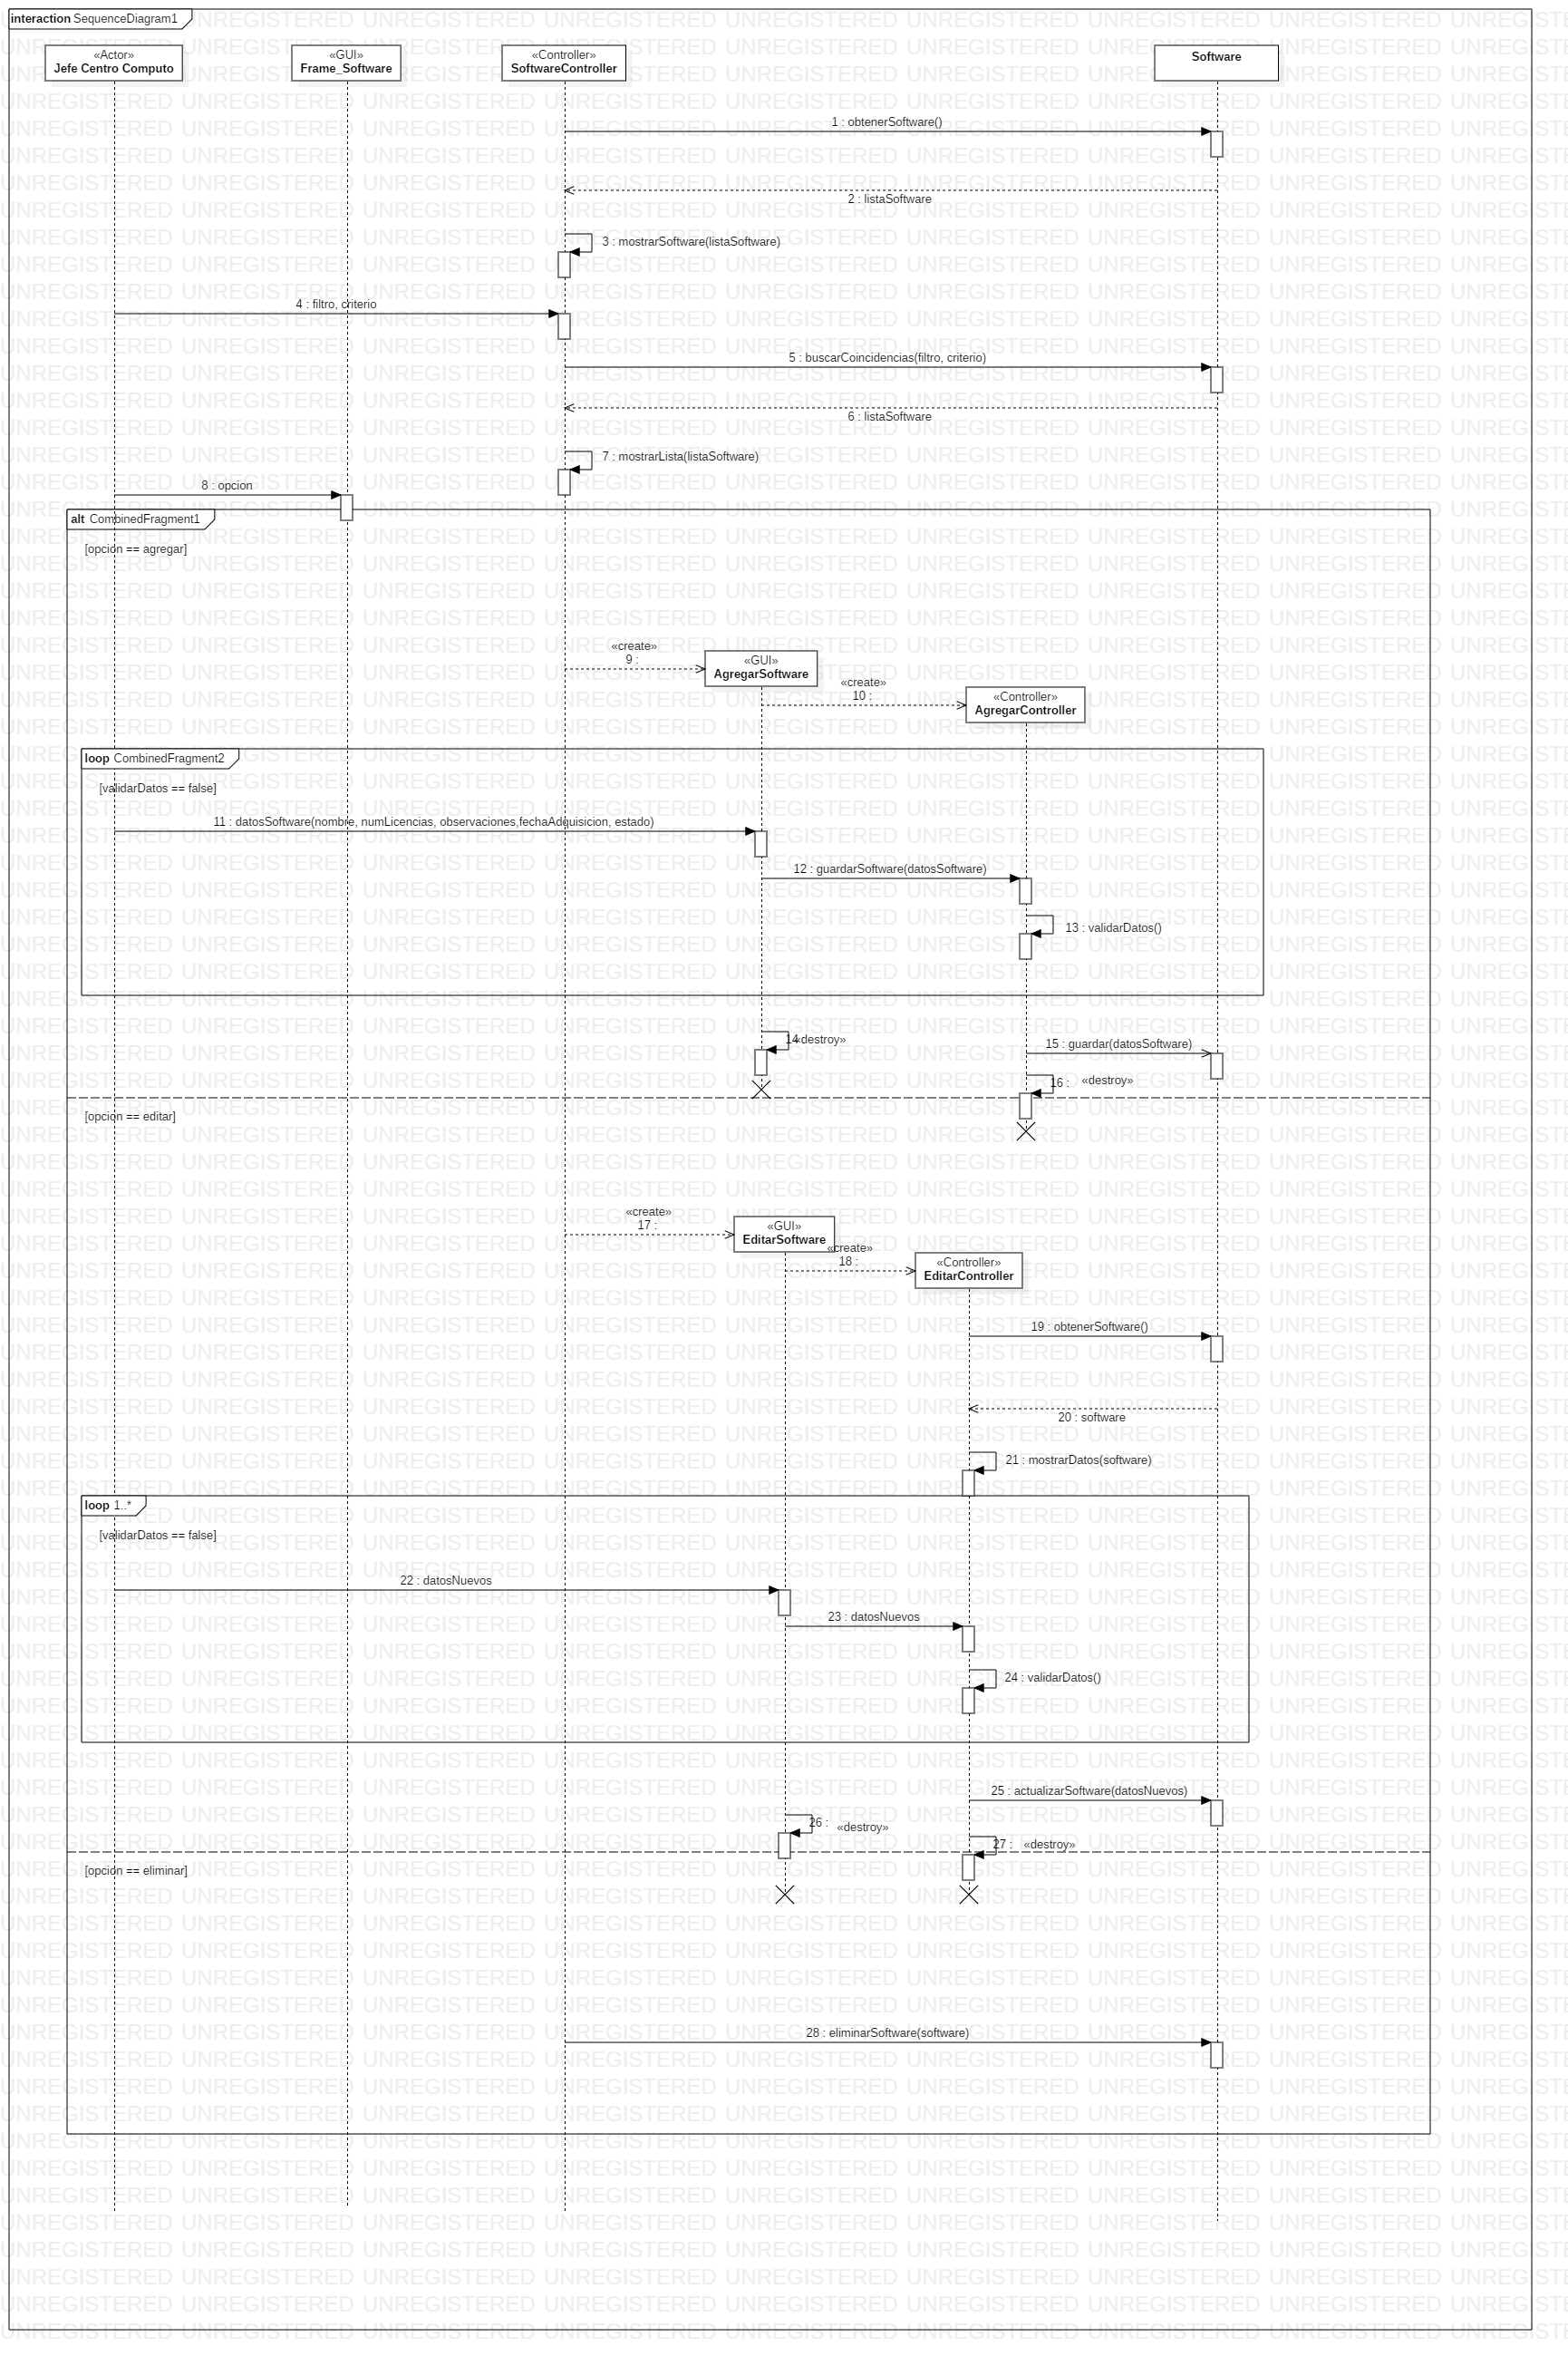 interaction SequenceDiagram1
«Actor»
Jefe Centro Computo
«GUI»
Frame_Software
«Controller»
SoftwareController
Software
1 : obtenerSoftware()
2 : listaSoftware
3 : mostrarSoftware(listaSoftware)
4 : filtro, criterio
5 : buscarCoincidencias(filtro, criterio)
6 : listaSoftware
7 : mostrarLista(listaSoftware)
8 : opcion
alt CombinedFragment1
[opcion == agregar]
«create»
9 :
«GUI»
AgregarSoftware
«create»
10 :
«Controller»
AgregarController
loop CombinedFragment2
[validarDatos == false]
11 : datosSoftware(nombre, numLicencias, observaciones,fechaAdquisicion, estado)
12 : guardarSoftware(datosSoftware)
13 : validarDatos()
14 «destroy»
15 : guardar(datosSoftware)
16 : «destroy»
[opcion == editar]
«create»
17 :
«GUI»
EditarSoftware
«create»
18 :
«Controller»
EditarController
19 : obtenerSoftware()
20 : software
21 : mostrarDatos(software)
loop 1..*
[validarDatos == false]
22 : datosNuevos
23 : datosNuevos
24 : validarDatos()
25 : actualizarSoftware(datosNuevos)
26 : «destroy»
27 : «destroy»
[opcion == eliminar]
28 : eliminarSoftware(software)
UNREGISTERED